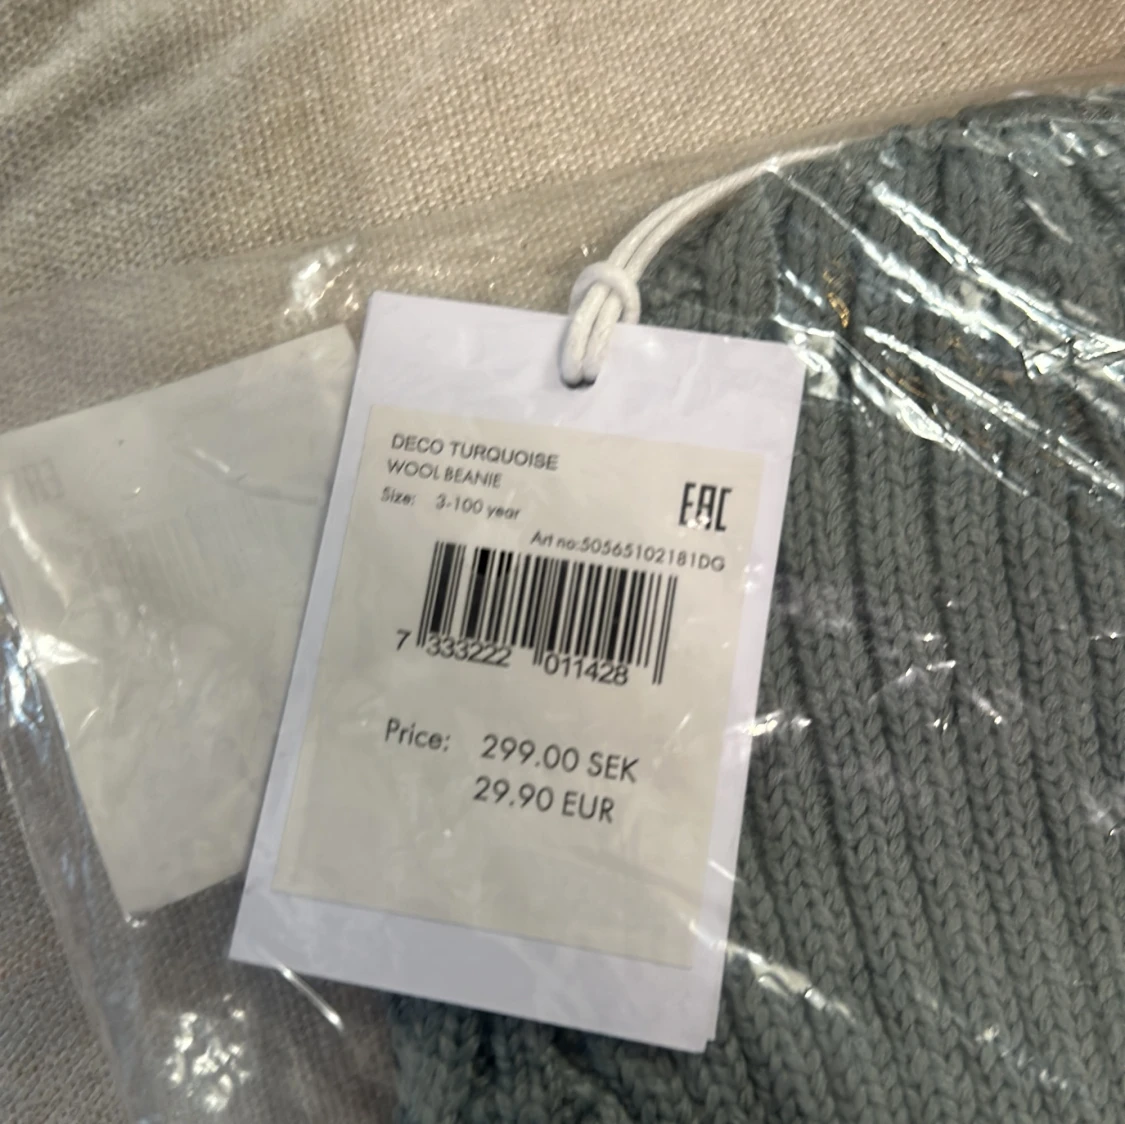 DECO TURQUOISE
WOOL BEANIE
Size: 3-100 year
EAC
Art no:50565102181DG
7 333222 011428
Price: 299.00 SEK
29.90 EUR